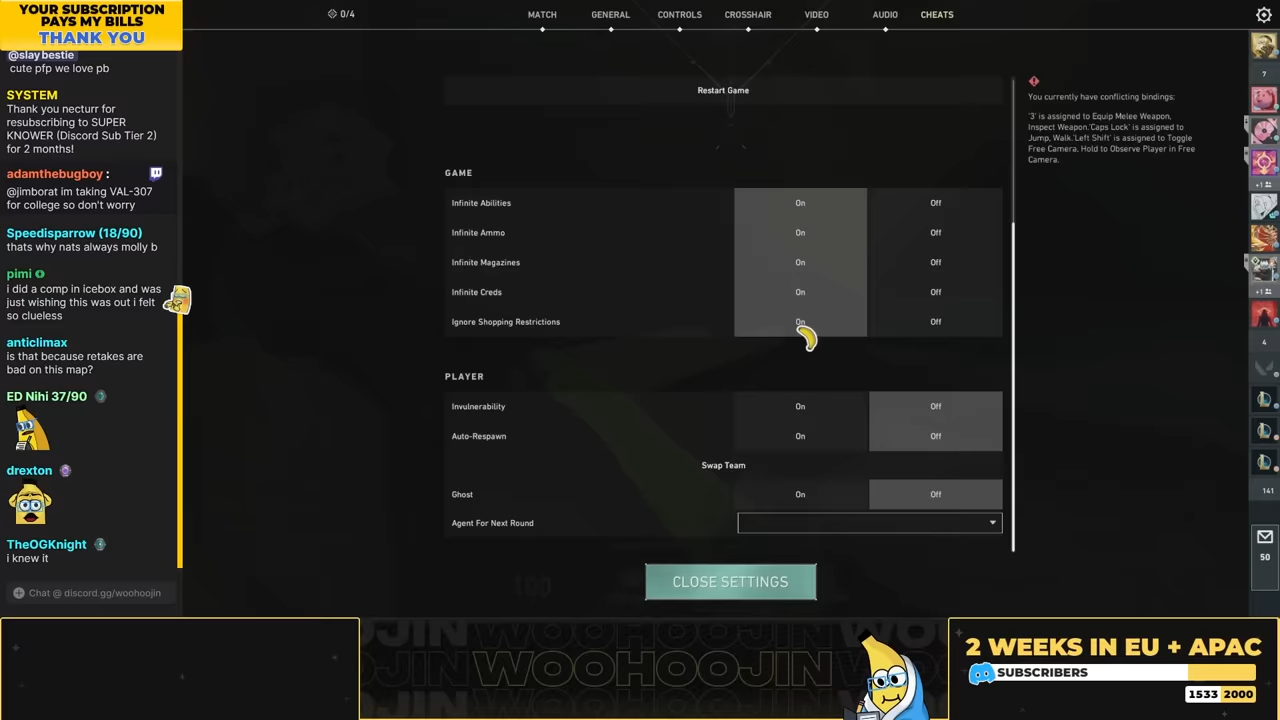 YOUR SUBSCRIPTION
PAYS MY BILLS
THANK YOU
@slaybestie
cute pfp we love pb
SYSTEM
Thank you necturr for
resubscribing to SUPER
KNOWER (Discord Sub Tier 2)
for 2 months!
adamthebugboy :
@jimborat im taking VAL-307
for college so don't worry
Speedisparrow (18/90)
thats why nats always molly b
pimi
i did a comp in icebox and was
just wishing this was out i felt
so clueless
anticlimax
is that because retakes are
bad on this map?
ED Nihi 37/90
drexton
TheOGKnight
i knew it
Chat @ discord.gg/woohoojin
0/4
MATCH GENERAL CONTROLS CROSSHAIR VIDEO AUDIO CHEATS
Restart Game
GAME
Infinite Abilities On Off
Infinite Ammo On Off
Infinite Magazines On Off
Infinite Creds On Off
Ignore Shopping Restrictions On Off
PLAYER
Invulnerability On Off
Auto-Respawn On Off
Swap Team
Ghost On Off
Agent For Next Round
100
CLOSE SETTINGS
You currently have conflicting bindings:
'3' is assigned to Equip Melee Weapon,
Inspect Weapon.'Caps Lock' is assigned to
Jump, Walk.'Left Shift' is assigned to Toggle
Free Camera, Hold to Observe Player in Free
Camera.
7
+1
+1
4
141
50
WOOHOOJIN
2 WEEKS IN EU + APAC
SUBSCRIBERS
1533 2000